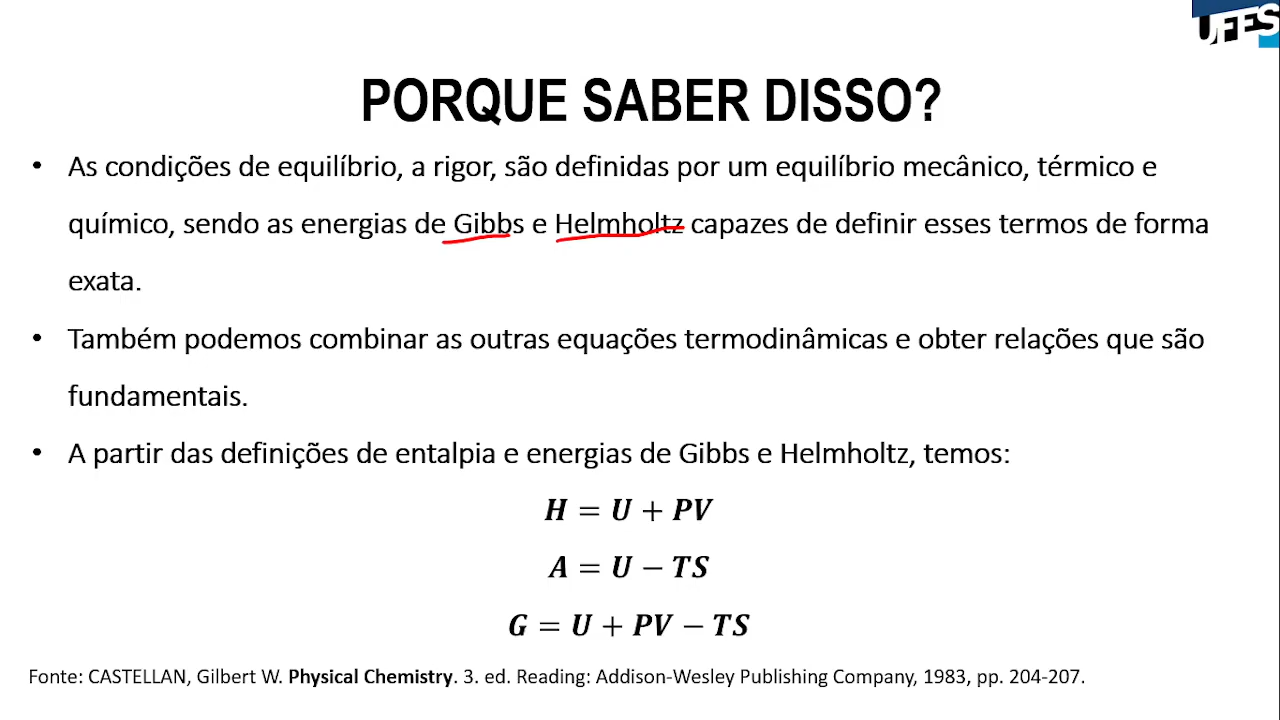 UFES
PORQUE SABER DISSO?
• As condições de equilíbrio, a rigor, são definidas por um equilíbrio mecânico, térmico e
químico, sendo as energias de Gibbs e Helmholtz capazes de definir esses termos de forma
exata.
• Também podemos combinar as outras equações termodinâmicas e obter relações que são
fundamentais.
• A partir das definições de entalpia e energias de Gibbs e Helmholtz, temos:
H = U + PV
A = U − TS
G = U + PV − TS
Fonte: CASTELLAN, Gilbert W. Physical Chemistry. 3. ed. Reading: Addison-Wesley Publishing Company, 1983, pp. 204-207.